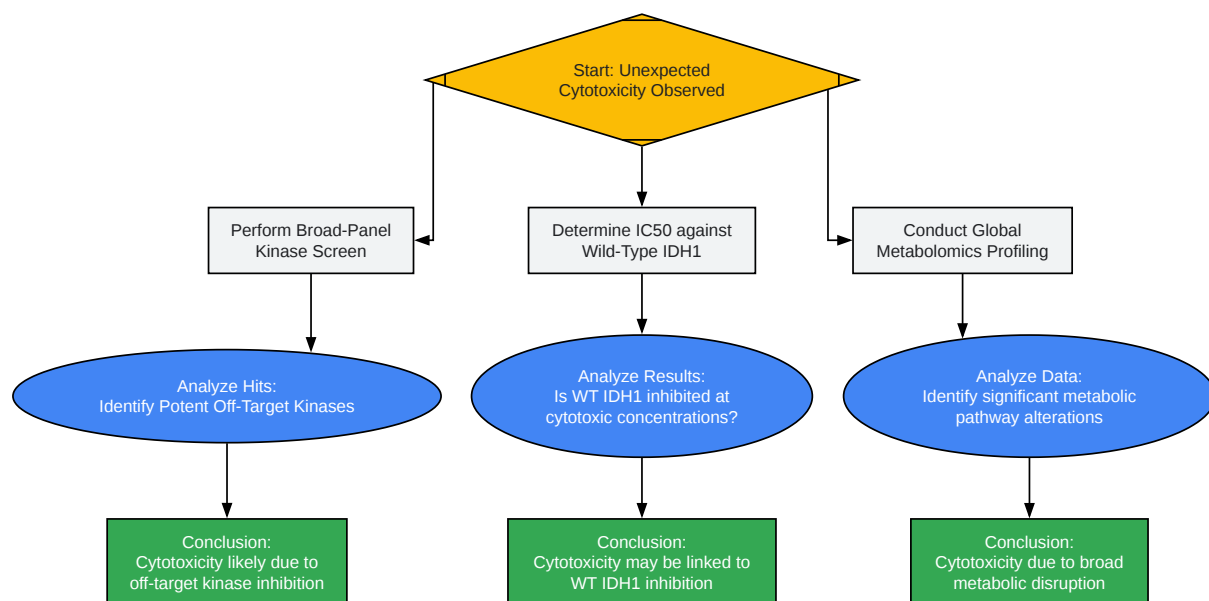 Start: Unexpected
Cytotoxicity Observed
Perform Broad-Panel
Kinase Screen
Determine IC50 against
Wild-Type IDH1
Conduct Global
Metabolomics Profiling
Analyze Hits:
Identify Potent Off-Target Kinases
Analyze Results:
Is WT IDH1 inhibited at
cytotoxic concentrations?
Analyze Data:
Identify significant metabolic
pathway alterations
Conclusion:
Cytotoxicity likely due to
off-target kinase inhibition
Conclusion:
Cytotoxicity may be linked to
WT IDH1 inhibition
Conclusion:
Cytotoxicity due to broad
metabolic disruption